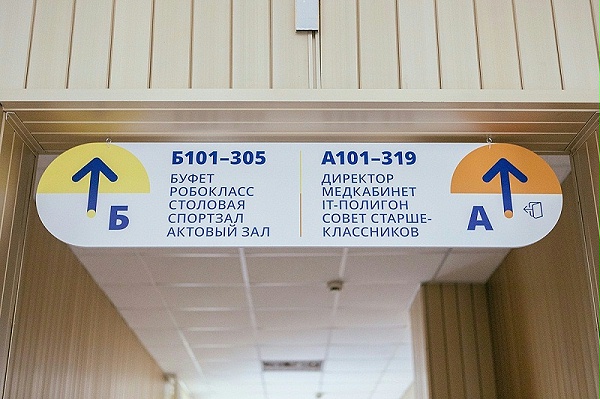 Б101–305
БУФЕТ
РОБОКЛАСС
СТОЛОВАЯ
СПОРТЗАЛ
АКТОВЫЙ ЗАЛ
Б
А101–319
ДИРЕКТОР
МЕДКАБИНЕТ
IT-ПОЛИГОН
СОВЕТ СТАРШЕ-
КЛАССНИКОВ
А